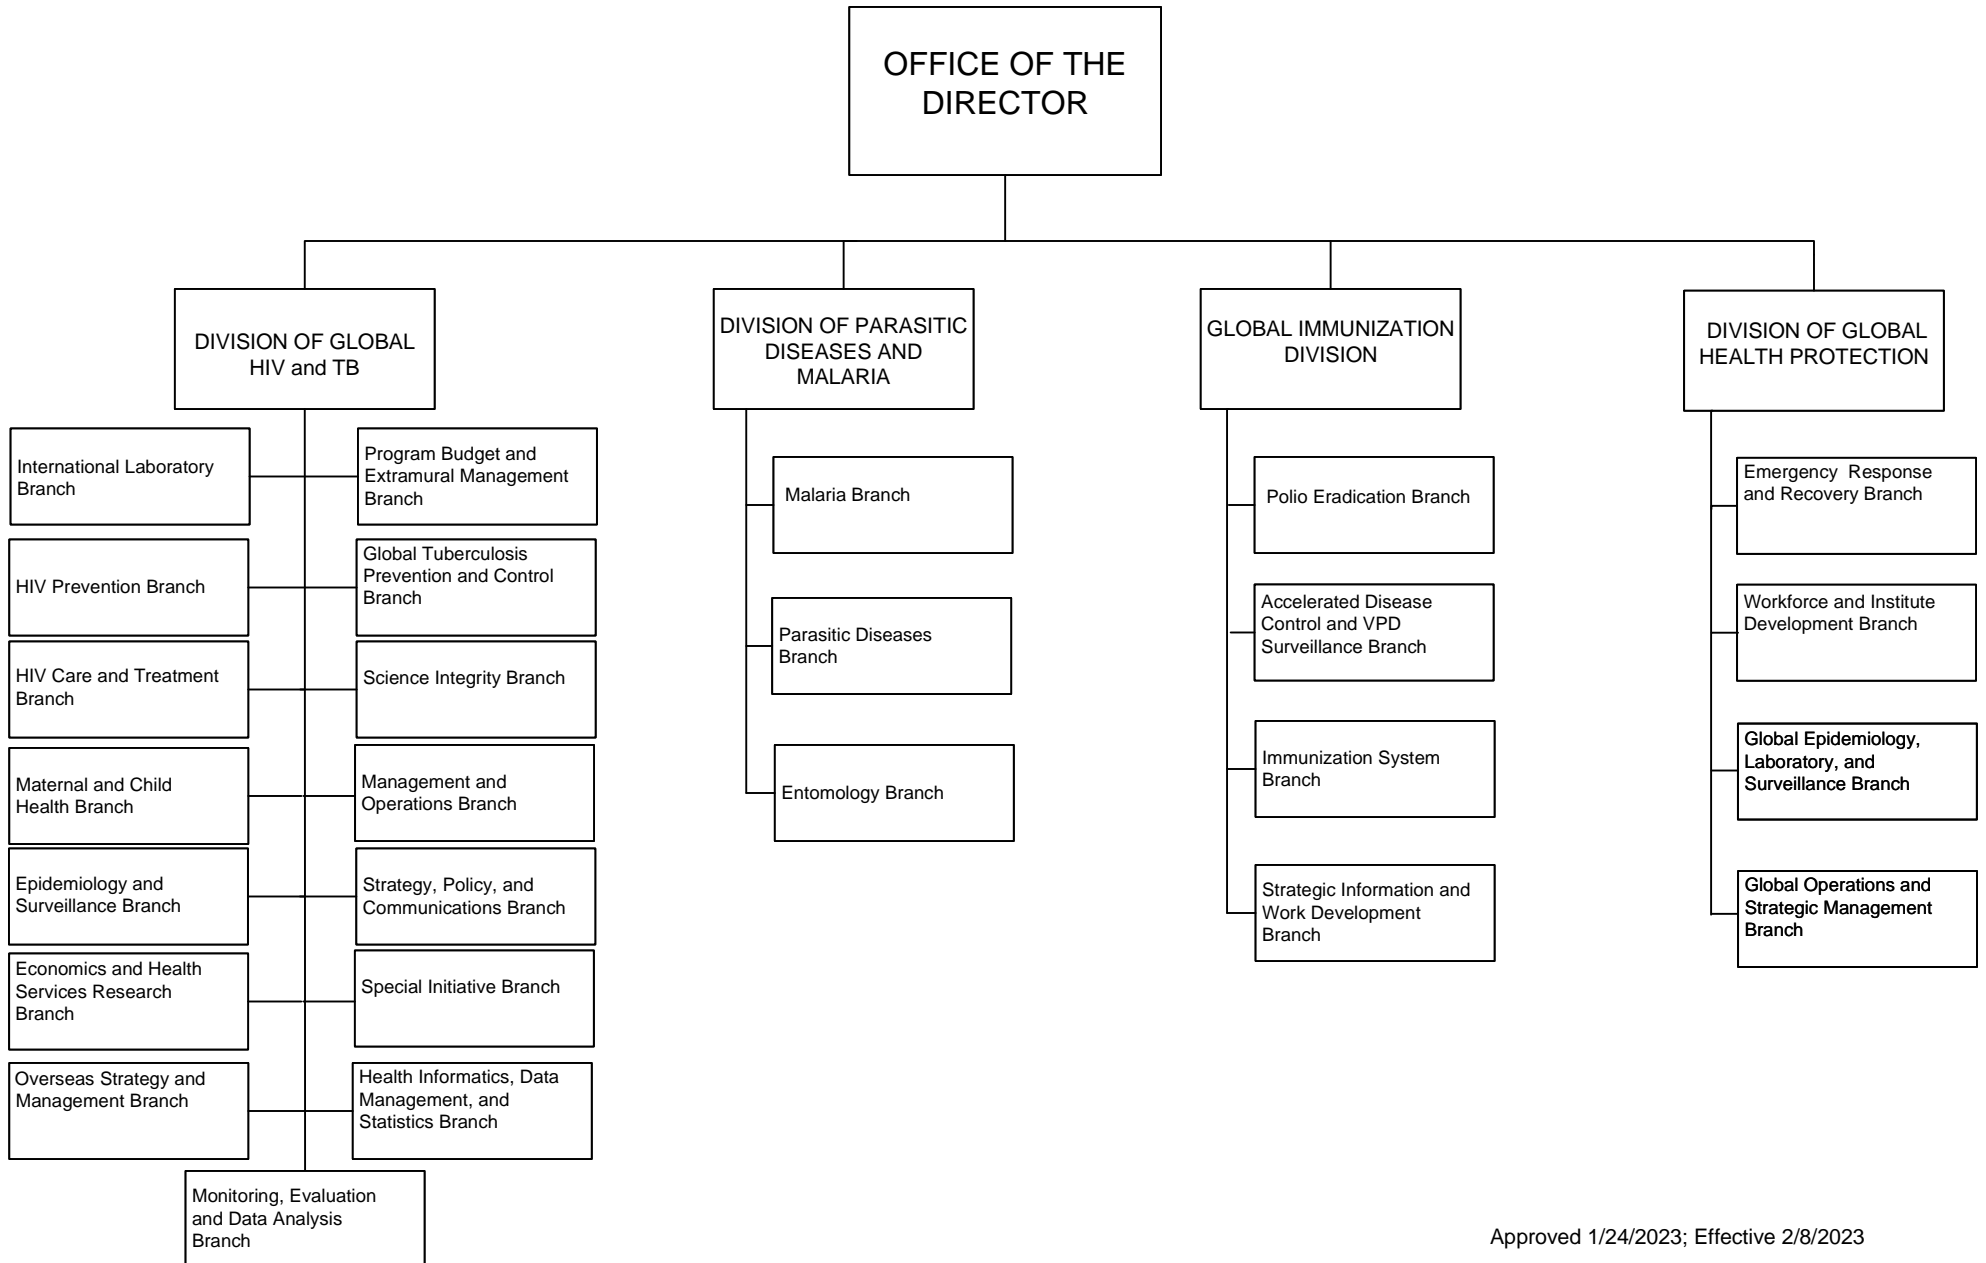 OFFICE OF THE
DIRECTOR
DIVISION OF GLOBAL
HIV and TB
DIVISION OF PARASITIC
DISEASES AND
MALARIA
GLOBAL IMMUNIZATION
DIVISION
DIVISION OF GLOBAL
HEALTH PROTECTION
International Laboratory
Branch
Program Budget and
Extramural Management
Branch
HIV Prevention Branch
Global Tuberculosis
Prevention and Control
Branch
HIV Care and Treatment
Branch
Science Integrity Branch
Maternal and Child
Health Branch
Management and
Operations Branch
Epidemiology and
Surveillance Branch
Strategy, Policy, and
Communications Branch
Economics and Health
Services Research
Branch
Special Initiative Branch
Overseas Strategy and
Management Branch
Health Informatics, Data
Management, and
Statistics Branch
Monitoring, Evaluation
and Data Analysis
Branch
Malaria Branch
Parasitic Diseases
Branch
Entomology Branch
Polio Eradication Branch
Accelerated Disease
Control and VPD
Surveillance Branch
Immunization System
Branch
Strategic Information and
Work Development
Branch
Emergency  Response
and Recovery Branch
Workforce and Institute
Development Branch
Global Epidemiology,
Laboratory, and
Surveillance Branch
Global Operations and
Strategic Management
Branch
Approved 1/24/2023; Effective 2/8/2023